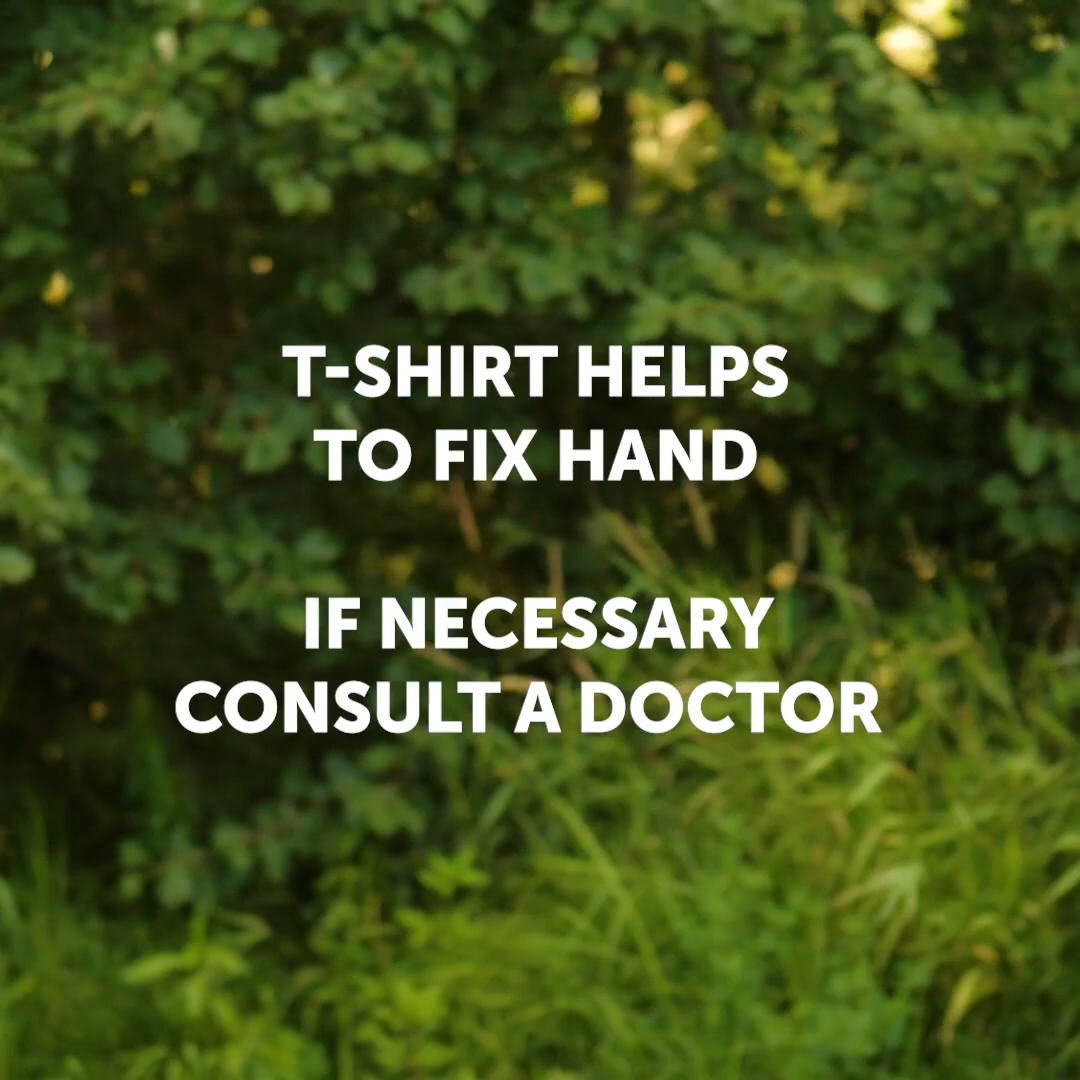 T-SHIRT HELPS
TO FIX HAND
IF NECESSARY
CONSULT A DOCTOR